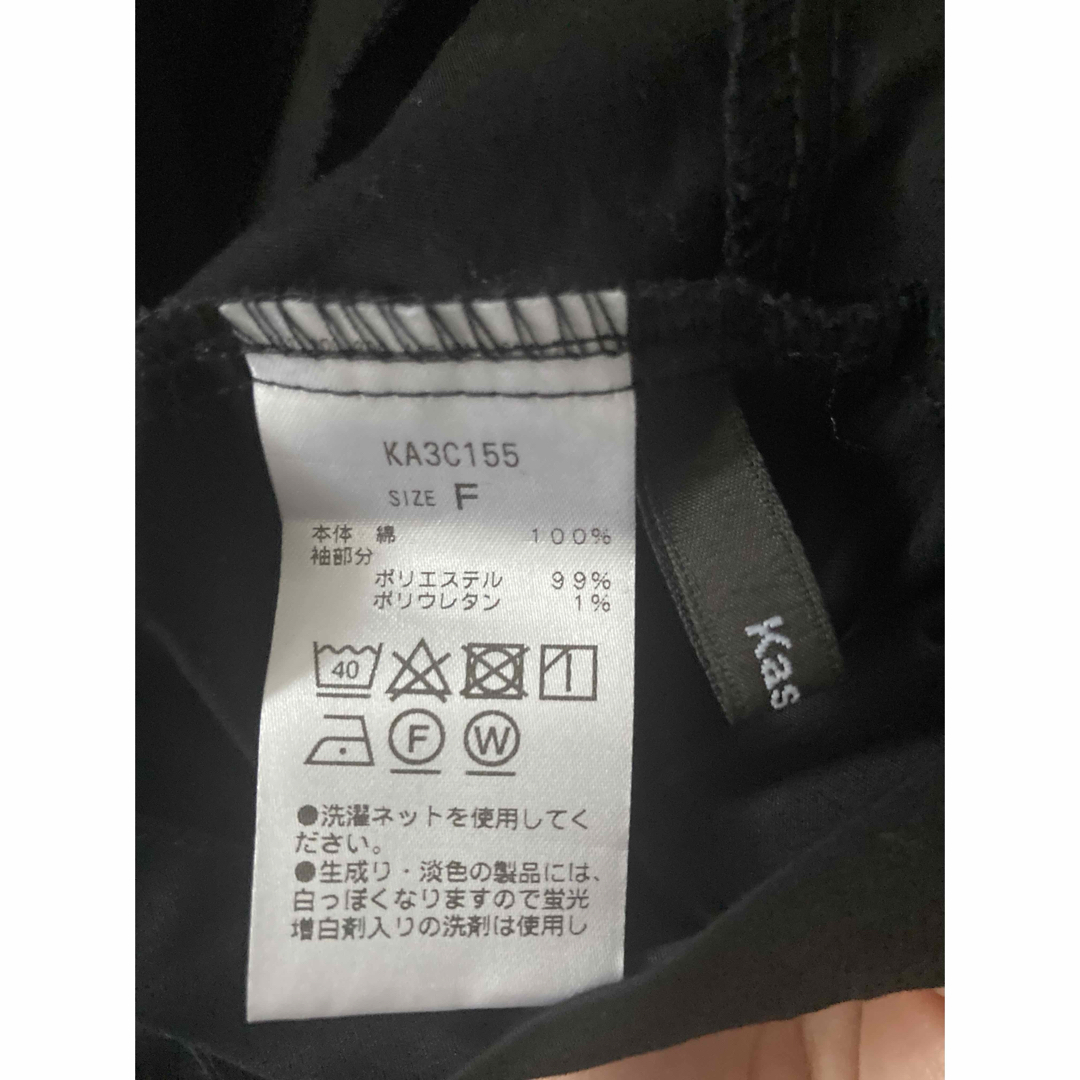 KA3C155
SIZE F
本体 綿 100%
袖部分
ポリエステル 99%
ポリウレタン 1%
40
F W
●洗濯ネットを使用してく
ださい。
●生成り・淡色の製品には、
白っぽくなりますので蛍光
増白剤入りの洗剤は使用し
Kas